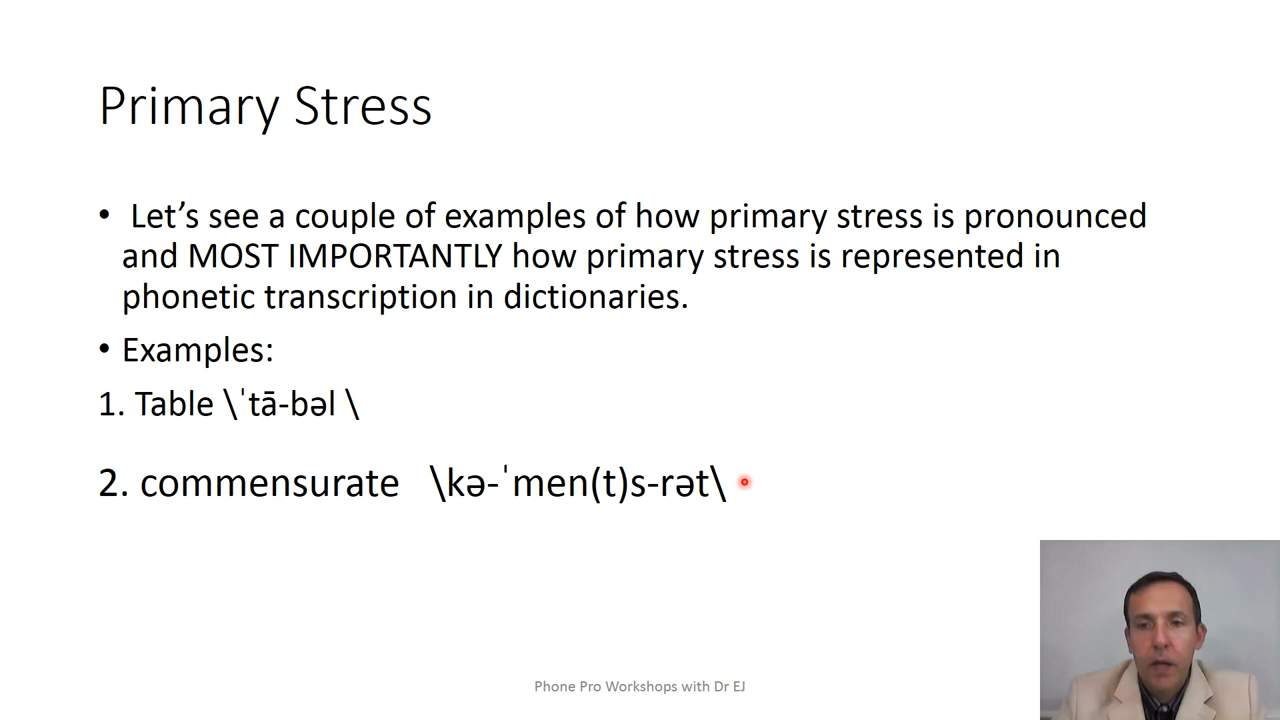 Primary Stress
• Let’s see a couple of examples of how primary stress is pronounced
and MOST IMPORTANTLY how primary stress is represented in
phonetic transcription in dictionaries.
• Examples:
1. Table \ˈtā-bəl \
2. commensurate \kə-ˈmen(t)s-rət\
Phone Pro Workshops with Dr EJ